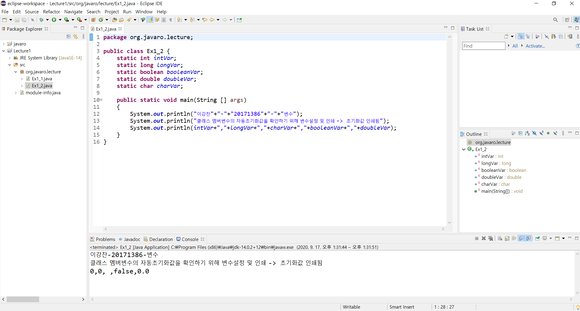 eclipse-workspace - Lecture1/src/org/javaro/lecture/Ex1_2.java - Eclipse IDE
File Edit Source Refactor Source Navigate Search Project Run Window Help
Package Explorer
javaro
Lecture1
JRE System Library [JavaSE-14]
src
org.javaro.lecture
Ex1_1.java
Ex1_2.java
module-info.java
Ex1_2.java
1 package org.javaro.lecture;
2
3 public class Ex1_2 {
4 static int intVar;
5 static long longVar;
6 static boolean booleanVar;
7 static double doubleVar;
8 static char charVar;
9
10 public static void main(String [] args)
11 {
12 System.out.println("이강찬"+"-"+"20171386"+"-"+"변수");
13 System.out.println("클래스 멤버변수의 자동초기화값을 확인하기 위해 변수설정 및 인쇄 -> 초기화값 인쇄됨");
14 System.out.println(intVar+","+longVar+","+charVar+","+booleanVar+","+doubleVar);
15 }
16 }
Task List
Find
All
Activate...
Outline
org.javaro.lecture
Ex1_2
intVar : int
longVar : long
booleanVar : boolean
doubleVar : double
charVar : char
main(String[]) : void
Problems Javadoc Declaration Console
<terminated> Ex1_2 [Java Application] C:\Program Files (x86)\Java\jdk-14.0.2+12\bin\javaw.exe (2020. 9. 17. 오후 1:31:44 – 오후 1:31:51)
이강찬-20171386-변수
클래스 멤버변수의 자동초기화값을 확인하기 위해 변수설정 및 인쇄 -> 초기화값 인쇄됨
0,0, ,false,0.0
Writable
Smart Insert
1 : 28 : 27